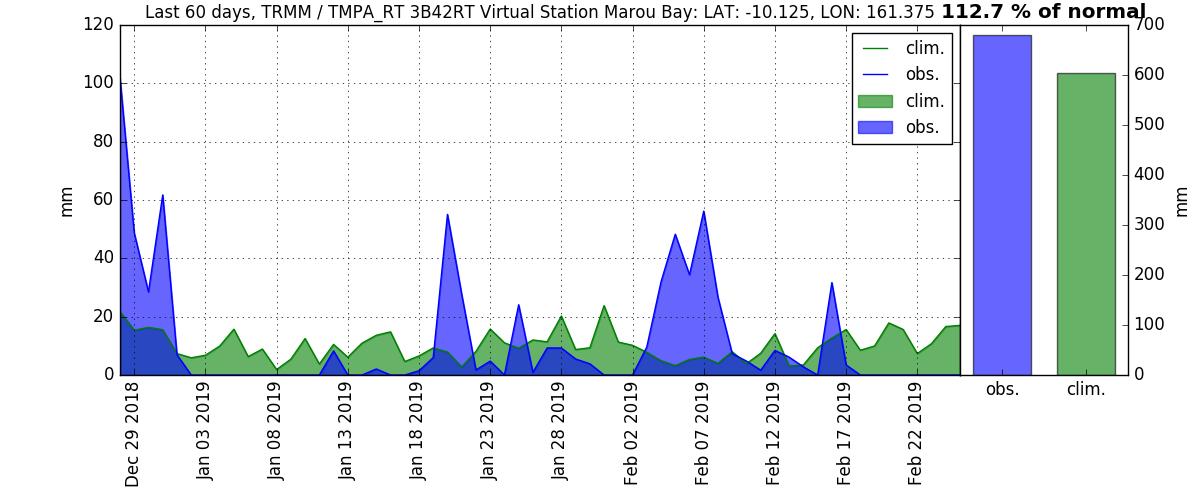 Last 60 days, TRMM / TMPA_RT 3B42RT Virtual Station Marou Bay: LAT: -10.125, LON: 161.375 112.7 % of normal
120
100
80
60
40
20
0
mm
clim.
obs.
clim.
obs.
Dec 29 2018
Jan 03 2019
Jan 08 2019
Jan 13 2019
Jan 18 2019
Jan 23 2019
Jan 28 2019
Feb 02 2019
Feb 07 2019
Feb 12 2019
Feb 17 2019
Feb 22 2019
700
600
500
400
300
200
100
0
mm
obs.
clim.